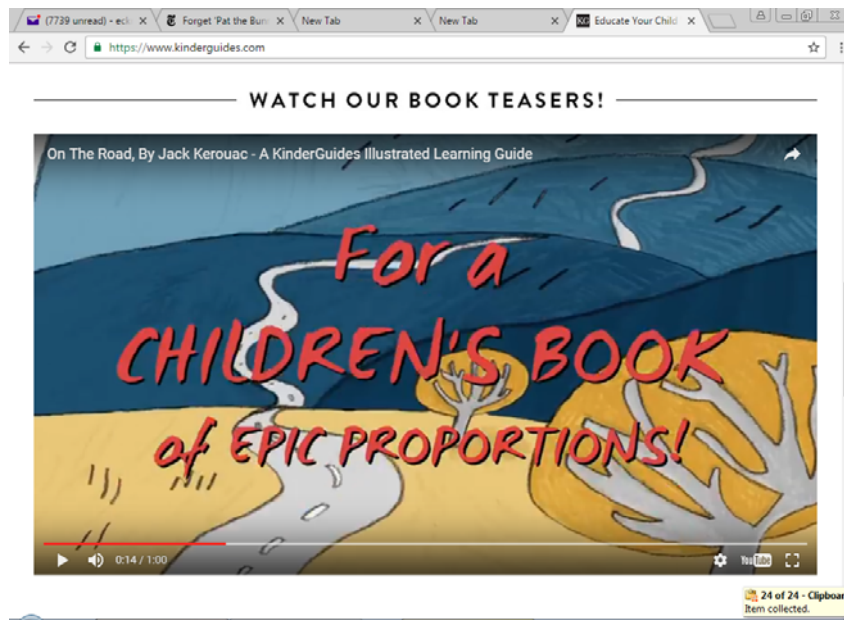 (7739 unread) - eck
Forget 'Pat the Bunn
New Tab
New Tab
Educate Your Child
https://www.kinderguides.com
WATCH OUR BOOK TEASERS!
On The Road, By Jack Kerouac - A KinderGuides Illustrated Learning Guide
For a
CHILDREN'S BOOK
of EPIC PROPORTIONS!
0:14 / 1:00
YouTube
24 of 24 - Clipboar
Item collected.